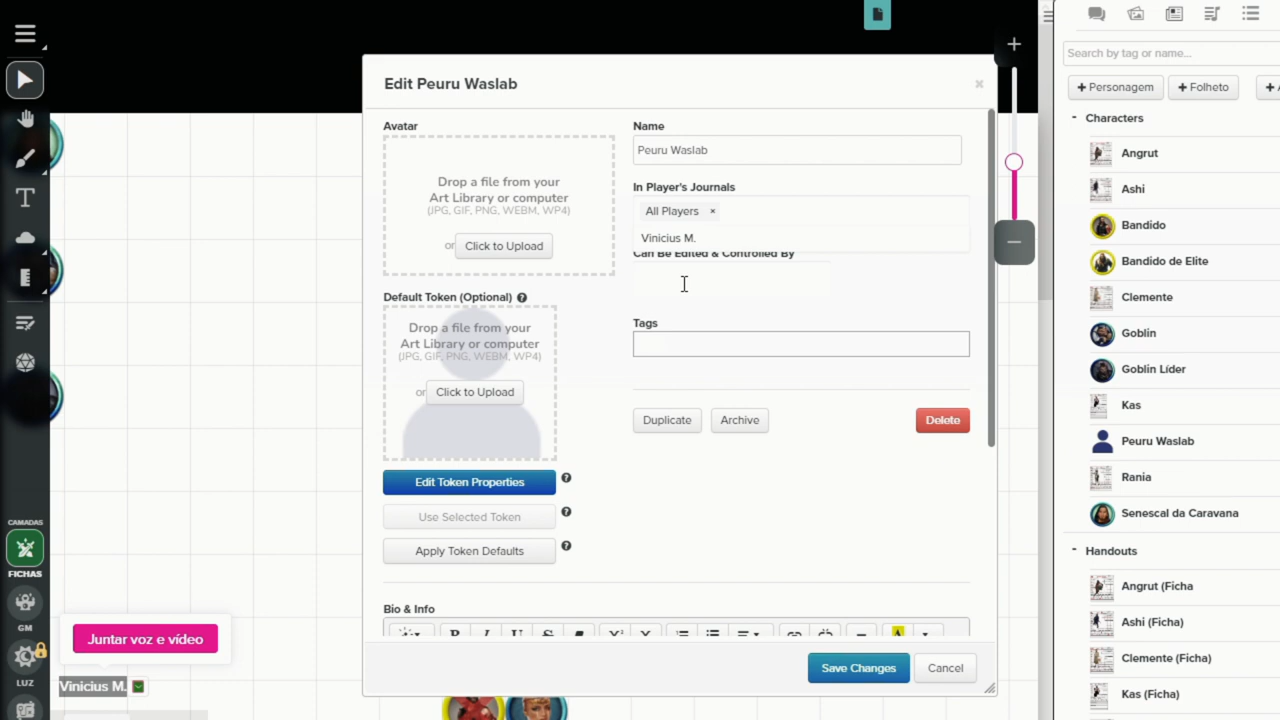 Edit Peuru Waslab
×
Avatar
Drop a file from your
Art Library or computer
(JPG, GIF, PNG, WEBM, WP4)
or Click to Upload
Default Token (Optional) ?
Drop a file from your
Art Library or computer
(JPG, GIF, PNG, WEBM, WP4)
or Click to Upload
Edit Token Properties ?
Use Selected Token ?
Apply Token Defaults ?
Name
Peuru Waslab
In Player's Journals
All Players ×
Vinicius M.
Can Be Edited & Controlled By
Tags
Duplicate Archive Delete
Bio & Info
B I U S X² X A
Save Changes Cancel
CAMADAS
FICHAS
GM
LUZ
Juntar voz e vídeo
Vinicius M.
Search by tag or name...
+ Personagem + Folheto + A
- Characters
Angrut
Ashi
Bandido
Bandido de Elite
Clemente
Goblin
Goblin Líder
Kas
Peuru Waslab
Rania
Senescal da Caravana
- Handouts
Angrut (Ficha
Ashi (Ficha)
Clemente (Ficha)
Kas (Ficha)